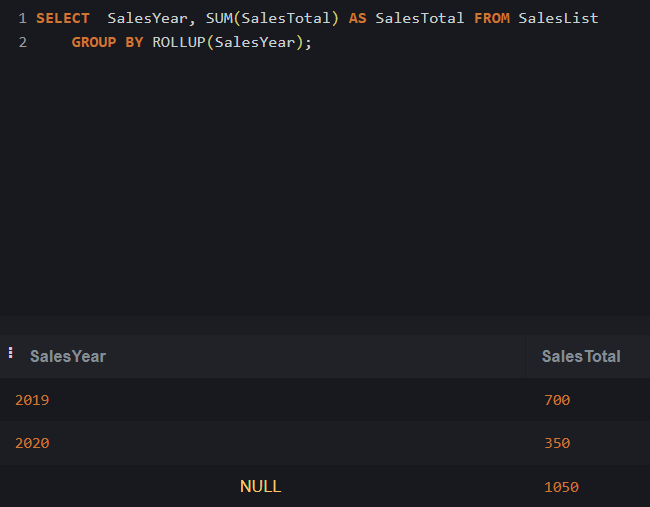 1 SELECT  SalesYear, SUM(SalesTotal) AS SalesTotal FROM SalesList
2     GROUP BY ROLLUP(SalesYear);
SalesYear SalesTotal
2019 700
2020 350
NULL 1050